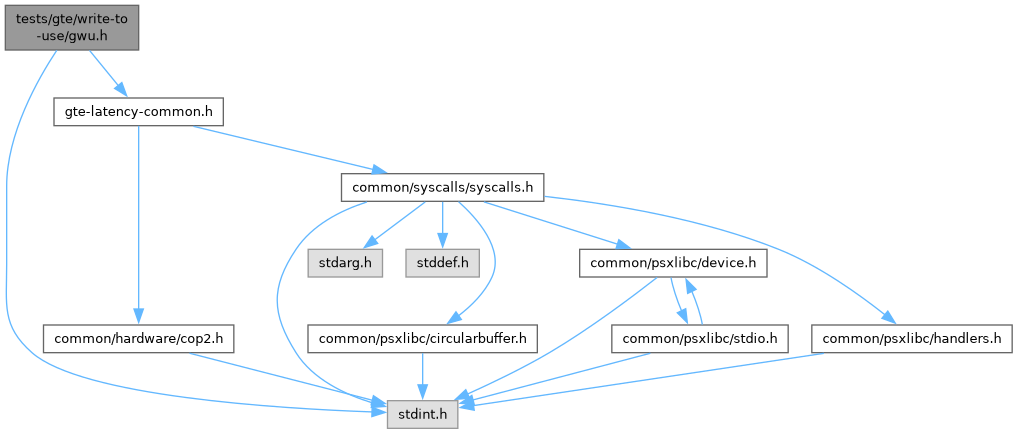 tests/gte/write-to
-use/gwu.h
gte-latency-common.h
common/syscalls/syscalls.h
stdarg.h
stddef.h
common/psxlibc/device.h
common/hardware/cop2.h
common/psxlibc/circularbuffer.h
common/psxlibc/stdio.h
common/psxlibc/handlers.h
stdint.h